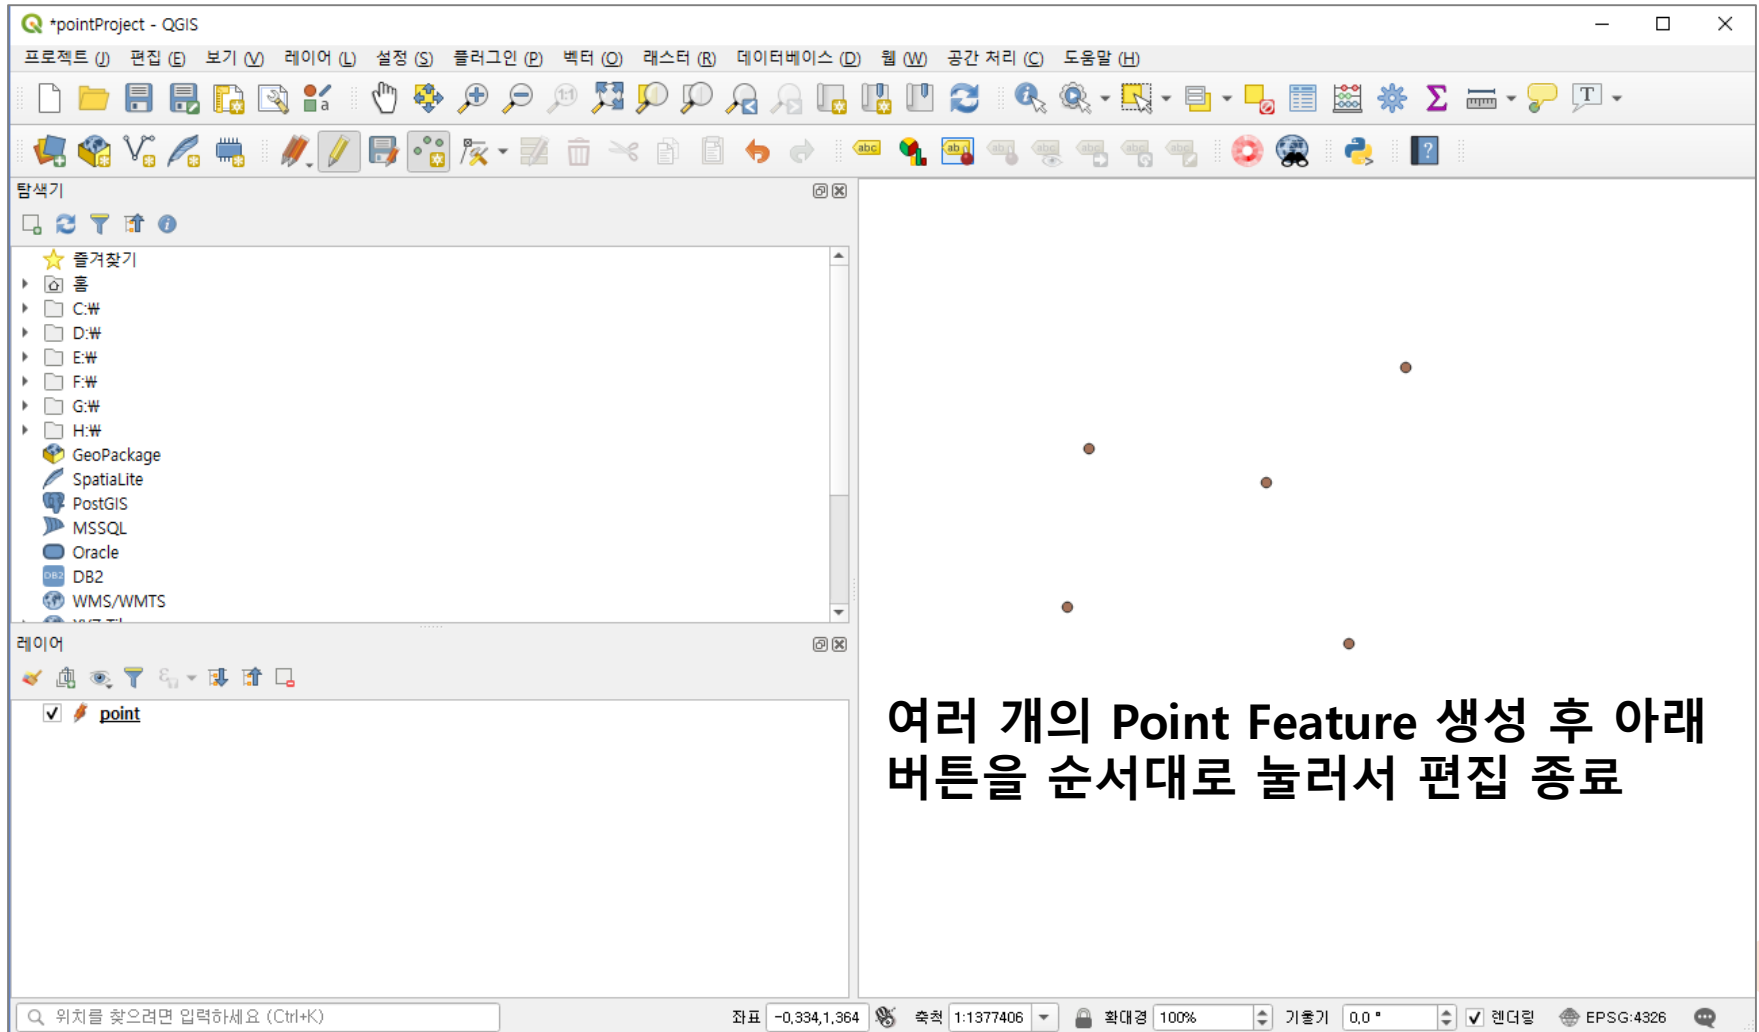 *pointProject - QGIS
프로젝트 (J) 편집 (E) 보기 (V) 레이어 (L) 설정 (S) 플러그인 (P) 벡터 (O) 래스터 (R) 데이터베이스 (D) 웹 (W) 공간 처리 (C) 도움말 (H)
탐색기
즐겨찾기
홈
C:₩
D:₩
E:₩
F:₩
G:₩
H:₩
GeoPackage
SpatiaLite
PostGIS
MSSQL
Oracle
DB2
WMS/WMTS
레이어
point
여러 개의 Point Feature 생성 후 아래
버튼을 순서대로 눌러서 편집 종료
위치를 찾으려면 입력하세요 (Ctrl+K) 좌표 -0,334,1,364 축척 1:1377406 확대경 100% 기울기 0,0 ° 렌더링 EPSG:4326